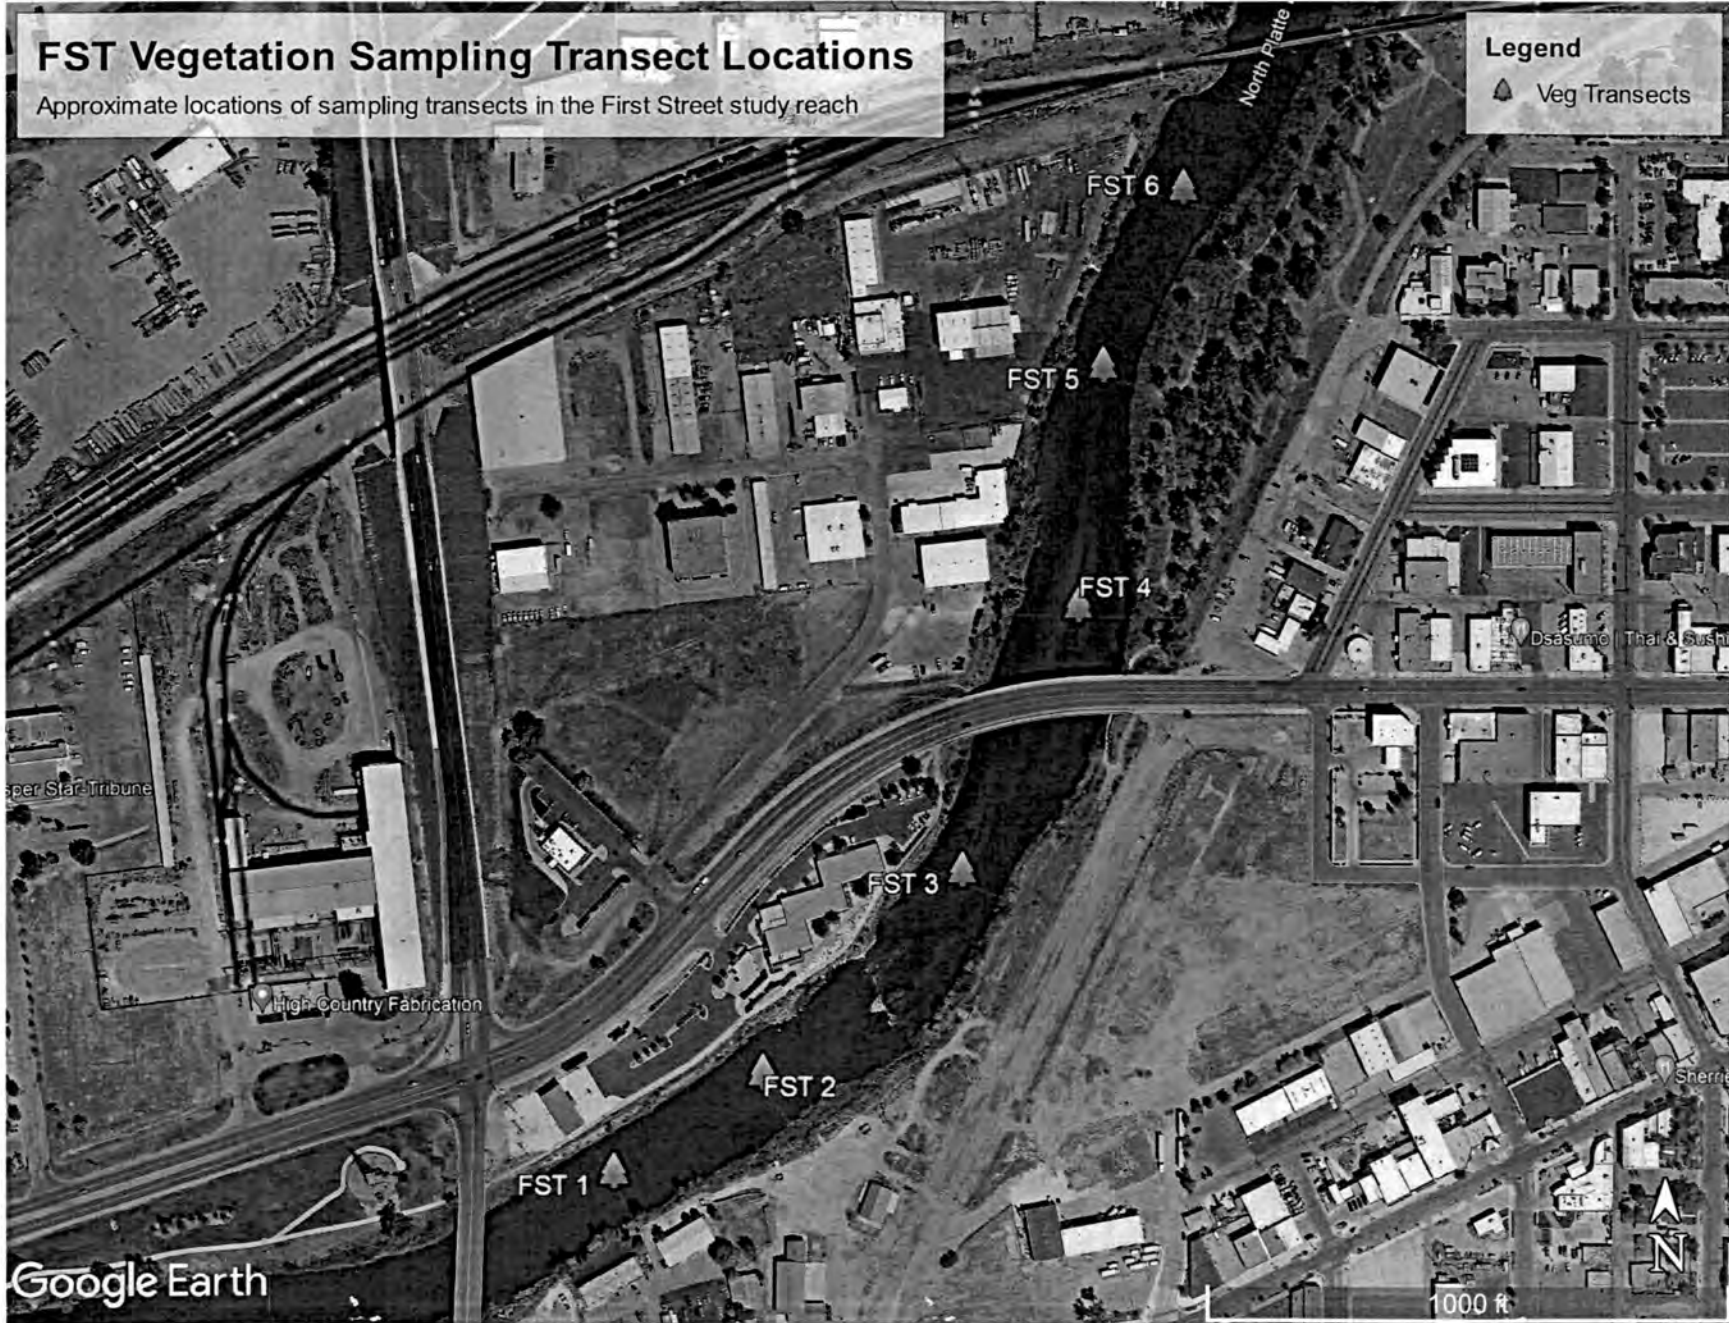 FST Vegetation Sampling Transect Locations
Approximate locations of sampling transects in the First Street study reach
Legend
Veg Transects
North Platte
FST 6
FST 5
FST 4
Dsasumo | Thai & Sushi
sper Star-Tribune
FST 3
High Country Fabrication
FST 2
Sherrie
FST 1
N
Google Earth
1000 ft